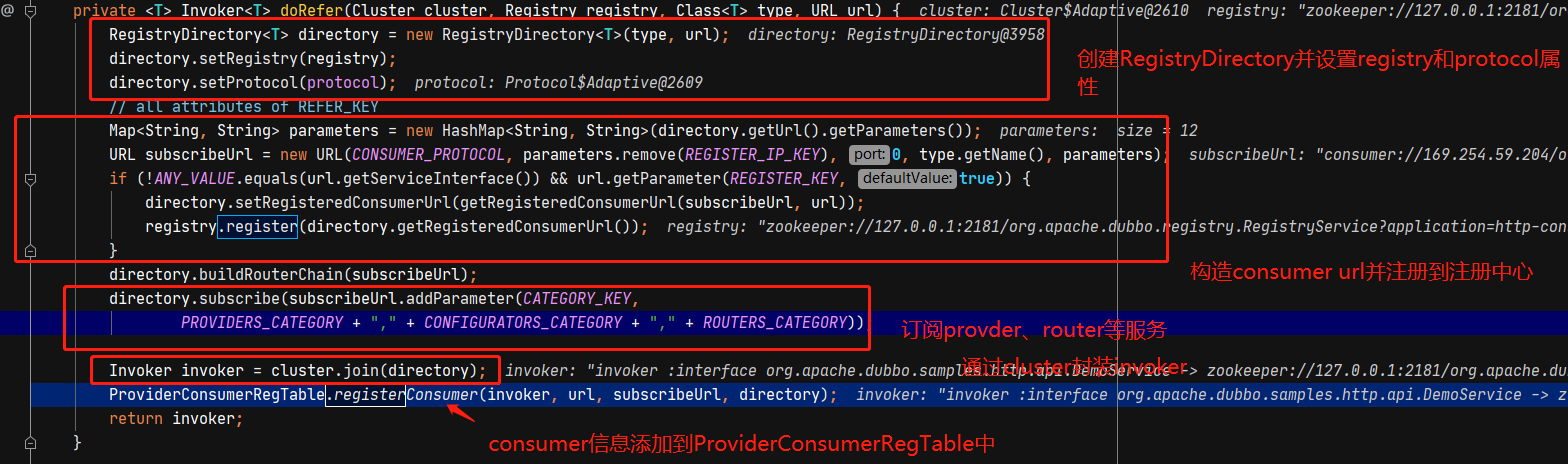 private <T> Invoker<T> doRefer(Cluster cluster, Registry registry, Class<T> type, URL url) { cluster: Cluster$Adaptive@2610 registry: "zookeeper://127.0.0.1:2181/or
RegistryDirectory<T> directory = new RegistryDirectory<T>(type, url); directory: RegistryDirectory@3958
directory.setRegistry(registry);
创建RegistryDirectory并设置registry和protocol属
directory.setProtocol(protocol); protocol: Protocol$Adaptive@2609
性
// all attributes of REFER_KEY
Map<String, String> parameters = new HashMap<String, String>(directory.getUrl().getParameters()); parameters: size = 12
URL subscribeUrl = new URL(CONSUMER_PROTOCOL, parameters.remove(REGISTER_IP_KEY), port: 0, type.getName(), parameters); subscribeUrl: "consumer://169.254.59.204/o
if (!ANY_VALUE.equals(url.getServiceInterface()) && url.getParameter(REGISTER_KEY, defaultValue: true)) {
directory.setRegisteredConsumerUrl(getRegisteredConsumerUrl(subscribeUrl, url));
registry.register(directory.getRegisteredConsumerUrl()); registry: "zookeeper://127.0.0.1:2181/org.apache.dubbo.registry.RegistryService?application=http-con
}
构造consumer url并注册到注册中心
directory.buildRouterChain(subscribeUrl);
directory.subscribe(subscribeUrl.addParameter(CATEGORY_KEY,
PROVIDERS_CATEGORY + "," + CONFIGURATORS_CATEGORY + "," + ROUTERS_CATEGORY))
订阅provder、router等服务
通过cluster封装invoker
Invoker invoker = cluster.join(directory); invoker: "invoker :interface org.apache.dubbo.samples.http.api.DemoService -> zookeeper://127.0.0.1:2181/org.apache.du
ProviderConsumerRegTable.registerConsumer(invoker, url, subscribeUrl, directory); invoker: "invoker :interface org.apache.dubbo.samples.http.api.DemoService -> z
return invoker;
}
consumer信息添加到ProviderConsumerRegTable中